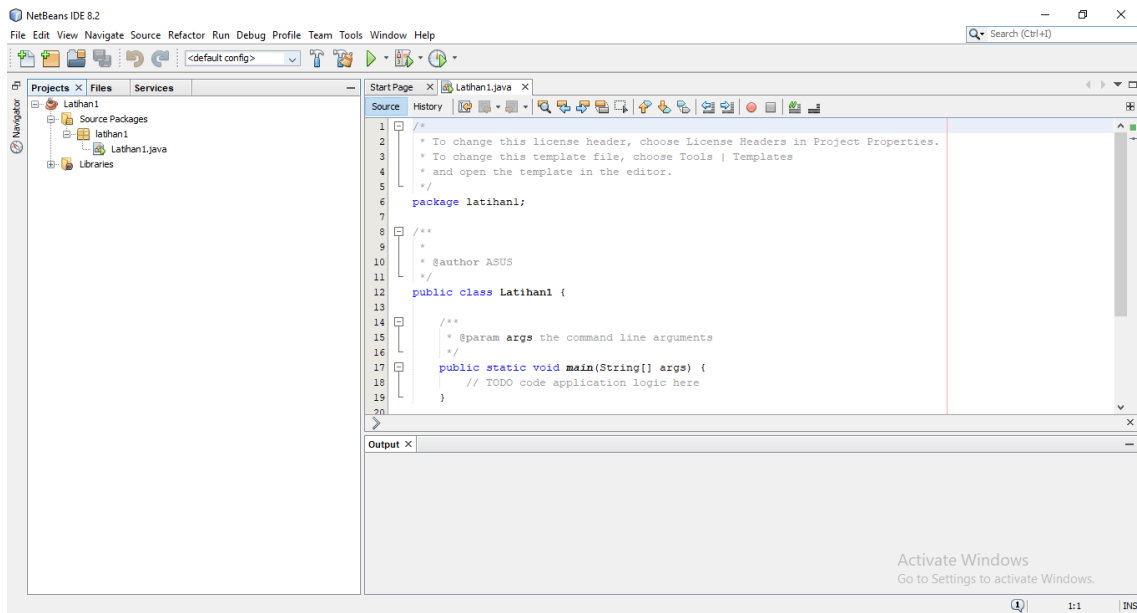 NetBeans IDE 8.2
File Edit View Navigate Source Refactor Run Debug Profile Team Tools Window Help
Search (Ctrl+I)
<default config>
Projects Files Services
Navigator
Latihan1
Source Packages
latihan1
Latihan1.java
Libraries
Start Page Latihan1.java
Source History
1 /*
2 * To change this license header, choose License Headers in Project Properties.
3 * To change this template file, choose Tools | Templates
4 * and open the template in the editor.
5 */
6 package latihan1;
7
8 /**
9 *
10 * @author ASUS
11 */
12 public class Latihan1 {
13
14 /**
15 * @param args the command line arguments
16 */
17 public static void main(String[] args) {
18 // TODO code application logic here
19 }
20
Output
Activate Windows
Go to Settings to activate Windows.
1
1:1 INS